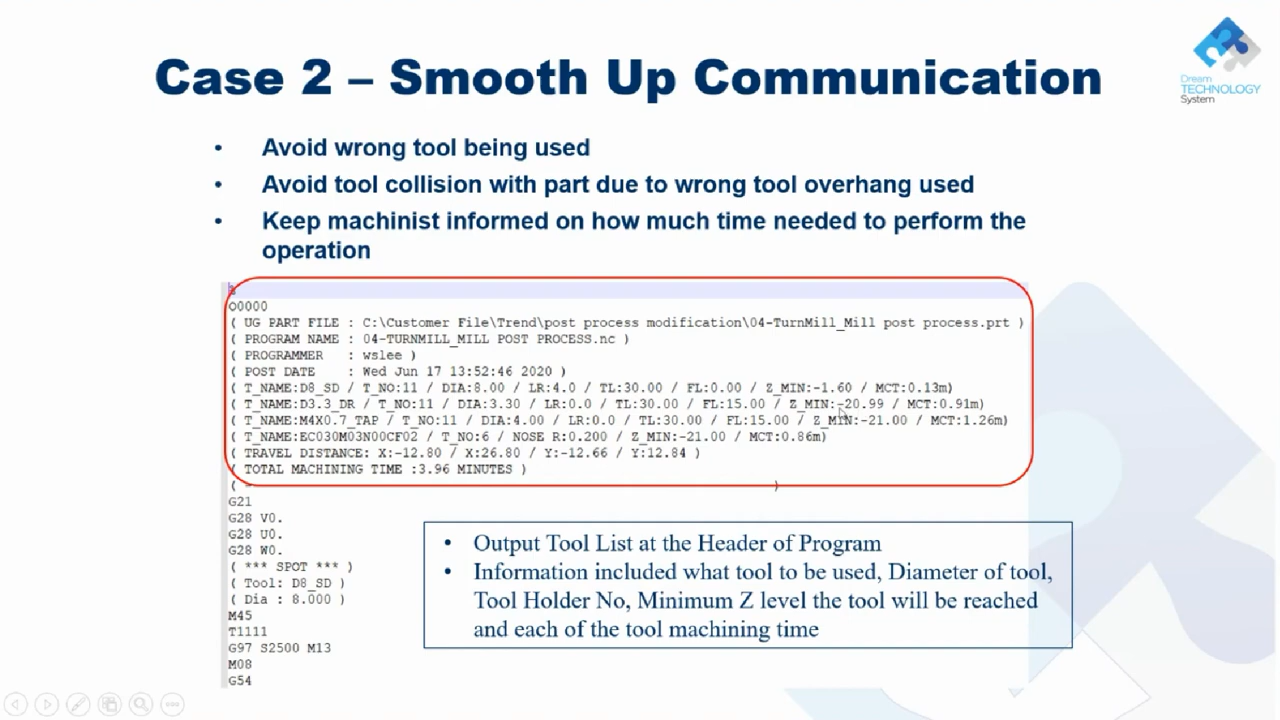 Case 2 – Smooth Up Communication
Dream
TECHNOLOGY
System
• Avoid wrong tool being used
• Avoid tool collision with part due to wrong tool overhang used
• Keep machinist informed on how much time needed to perform the
operation
O0000
( UG PART FILE : C:\Customer File\Trend\post process modification\04-TurnMill_Mill post process.prt )
( PROGRAM NAME : 04-TURNMILL_MILL POST PROCESS.nc )
( PROGRAMMER : wslee )
( POST DATE : Wed Jun 17 13:52:46 2020 )
( T_NAME:D8_SD / T_NO:11 / DIA:8.00 / LR:4.0 / TL:30.00 / FL:0.00 / Z_MIN:-1.60 / MCT:0.13m)
( T_NAME:D3.3_DR / T_NO:11 / DIA:3.30 / LR:0.0 / TL:30.00 / FL:15.00 / Z_MIN:-20.99 / MCT:0.91m)
( T_NAME:M4X0.7_TAP / T_NO:11 / DIA:4.00 / LR:0.0 / TL:30.00 / FL:15.00 / Z_MIN:-21.00 / MCT:1.26m)
( T_NAME:EC030M03N00CF02 / T_NO:6 / NOSE R:0.200 / Z_MIN:-21.00 / MCT:0.86m)
( TRAVEL DISTANCE: X:-12.80 / X:26.80 / Y:-12.66 / Y:12.84 )
( TOTAL MACHINING TIME :3.96 MINUTES )
( )
G21
G28 V0.
G28 U0.
G28 W0.
( *** SPOT *** )
( Tool: D8_SD )
( Dia : 8.000 )
M45
T1111
G97 S2500 M13
M08
G54
• Output Tool List at the Header of Program
• Information included what tool to be used, Diameter of tool,
Tool Holder No, Minimum Z level the tool will be reached
and each of the tool machining time